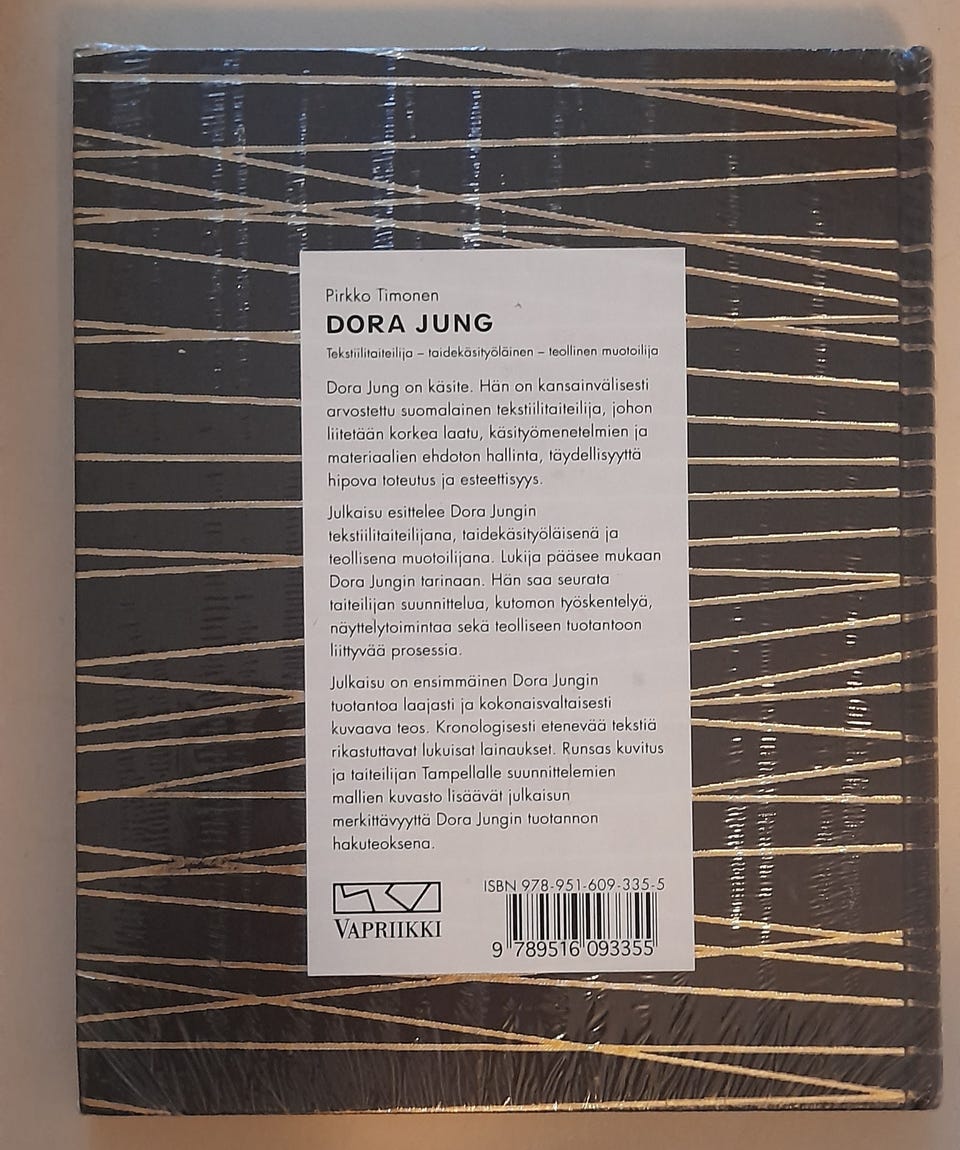 Pirkko Timonen
DORA JUNG
Tekstiilitaiteilija – taidekäsityöläinen – teollinen muotoilija
Dora Jung on käsite. Hän on kansainvälisesti
arvostettu suomalainen tekstiilitaiteilija, johon
liitetään korkea laatu, käsityömenetelmien ja
materiaalien ehdoton hallinta, täydellisyyttä
hipova toteutus ja esteettisyys.
Julkaisu esittelee Dora Jungin
tekstiilitaiteilijana, taidekäsityöläisenä ja
teollisena muotoilijana. Lukija pääsee mukaan
Dora Jungin tarinaan. Hän saa seurata
taiteilijan suunnittelua, kutomon työskentelyä,
näyttelytoimintaa sekä teolliseen tuotantoon
liittyvää prosessia.
Julkaisu on ensimmäinen Dora Jungin
tuotantoa laajasti ja kokonaisvaltaisesti
kuvaava teos. Kronologisesti etenevää tekstiä
rikastuttavat lukuisat lainaukset. Runsas kuvitus
ja taiteilijan Tampellalle suunnittelemien
mallien kuvasto lisäävät julkaisun
merkittävyyttä Dora Jungin tuotannon
hakuteoksena.
VAPRIIKKI
ISBN 978-951-609-335-5
9 789516 093355